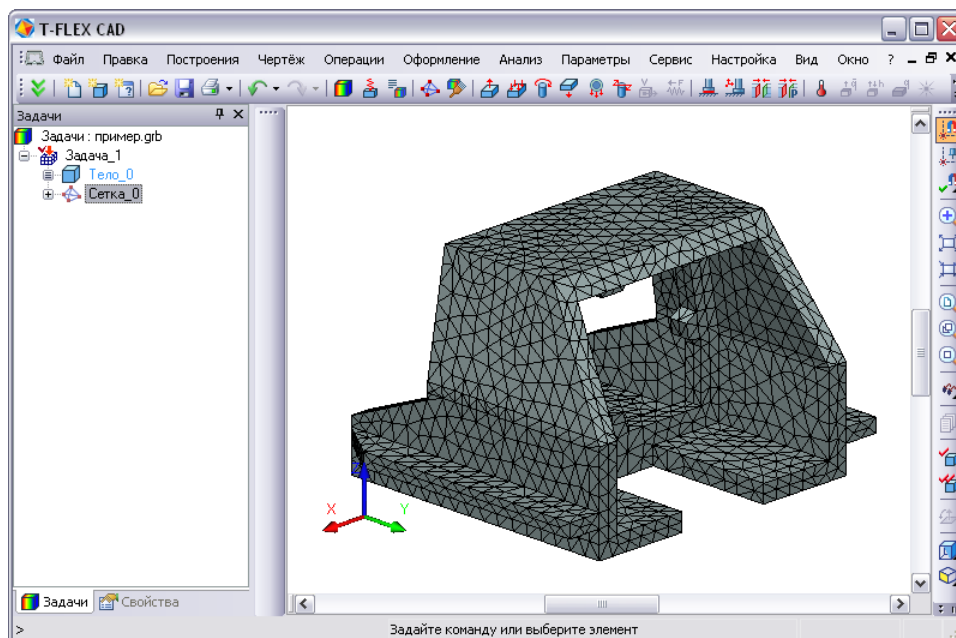 T-FLEX CAD
Файл Правка Построения Чертёж Операции Оформление Анализ Параметры Сервис Настройка Вид Окно ?
Задачи
Задачи : пример.grb
Задача_1
Тело_0
Сетка_0
Z
X
Y
Задачи Свойства
>
Задайте команду или выберите элемент